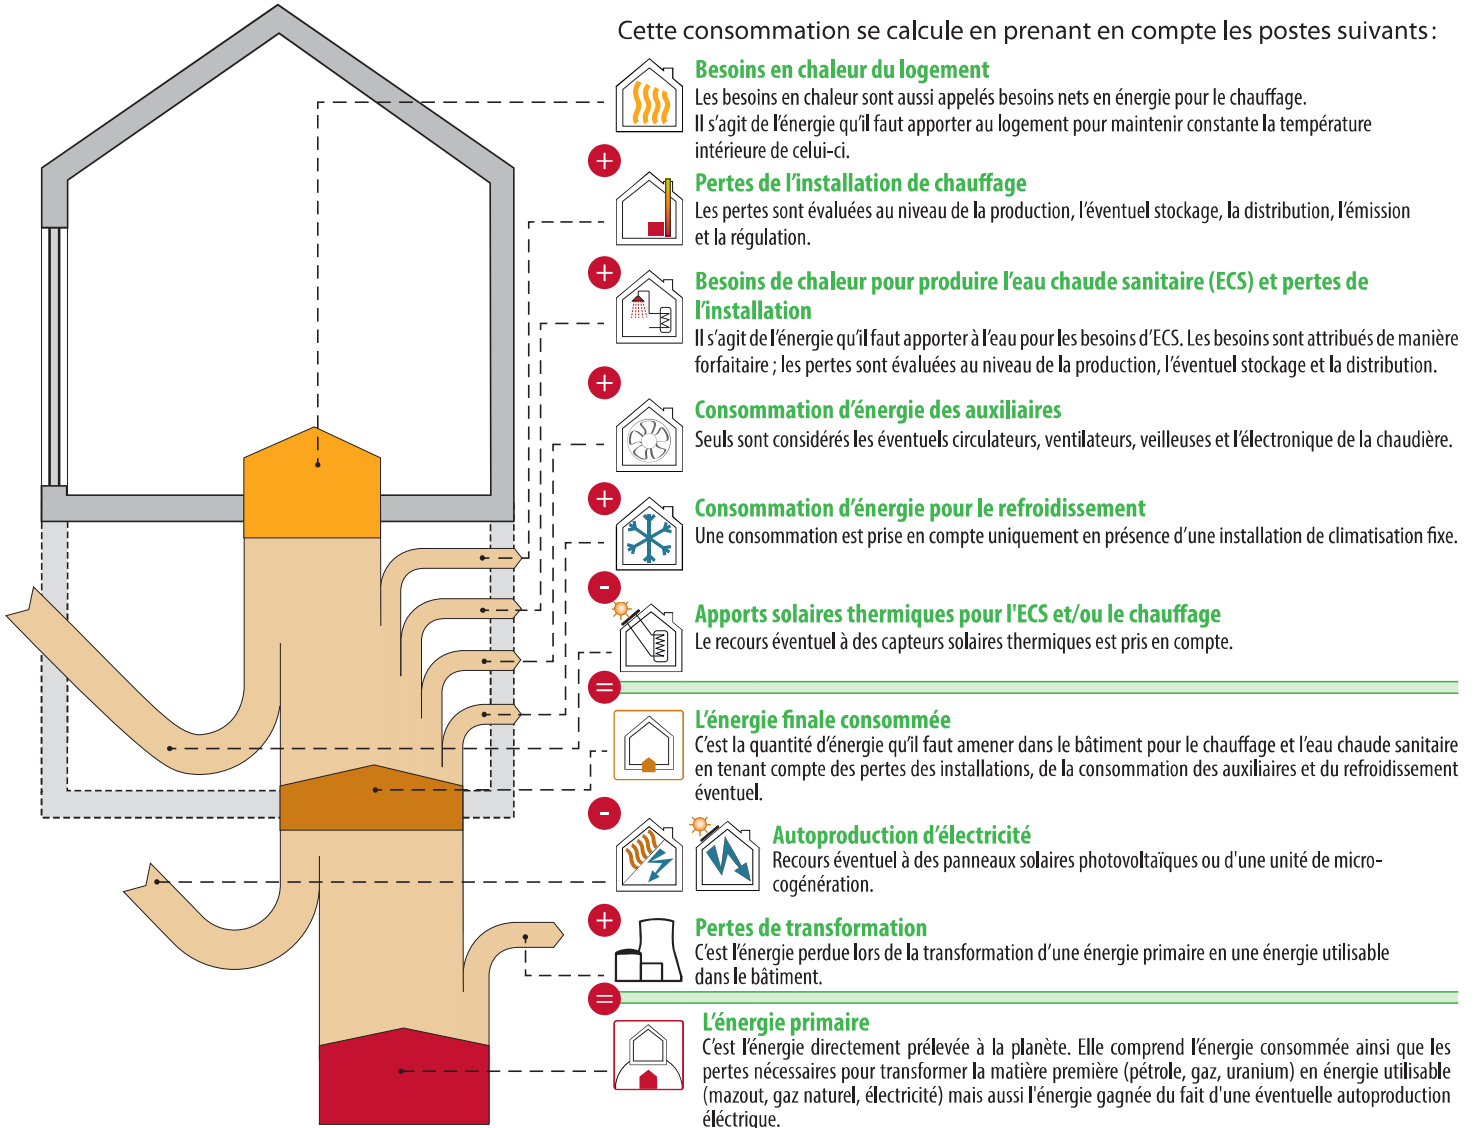 Cette consommation se calcule en prenant en compte les postes suivants :
Besoins en chaleur du logement
Les besoins en chaleur sont aussi appelés besoins nets en énergie pour le chauffage.
Il s'agit de l'énergie qu'il faut apporter au logement pour maintenir constante la température
intérieure de celui-ci.
+
Pertes de l'installation de chauffage
Les pertes sont évaluées au niveau de la production, l'éventuel stockage, la distribution, l'émission
et la régulation.
+
Besoins de chaleur pour produire l'eau chaude sanitaire (ECS) et pertes de
l'installation
Il s'agit de l'énergie qu'il faut apporter à l'eau pour les besoins d'ECS. Les besoins sont attribués de manière
forfaitaire ; les pertes sont évaluées au niveau de la production, l'éventuel stockage et la distribution.
+
Consommation d'énergie des auxiliaires
Seuls sont considérés les éventuels circulateurs, ventilateurs, veilleuses et l'électronique de la chaudière.
+
Consommation d'énergie pour le refroidissement
Une consommation est prise en compte uniquement en présence d'une installation de climatisation fixe.
-
Apports solaires thermiques pour l'ECS et/ou le chauffage
Le recours éventuel à des capteurs solaires thermiques est pris en compte.
=
L'énergie finale consommée
C'est la quantité d'énergie qu'il faut amener dans le bâtiment pour le chauffage et l'eau chaude sanitaire
en tenant compte des pertes des installations, de la consommation des auxiliaires et du refroidissement
éventuel.
-
Autoproduction d'électricité
Recours éventuel à des panneaux solaires photovoltaïques ou d'une unité de micro-
cogénération.
+
Pertes de transformation
C'est l'énergie perdue lors de la transformation d'une énergie primaire en une énergie utilisable
dans le bâtiment.
=
L'énergie primaire
C'est l'énergie directement prélevée à la planète. Elle comprend l'énergie consommée ainsi que les
pertes nécessaires pour transformer la matière première (pétrole, gaz, uranium) en énergie utilisable
(mazout, gaz naturel, électricité) mais aussi l'énergie gagnée du fait d'une éventuelle autoproduction
éléctrique.